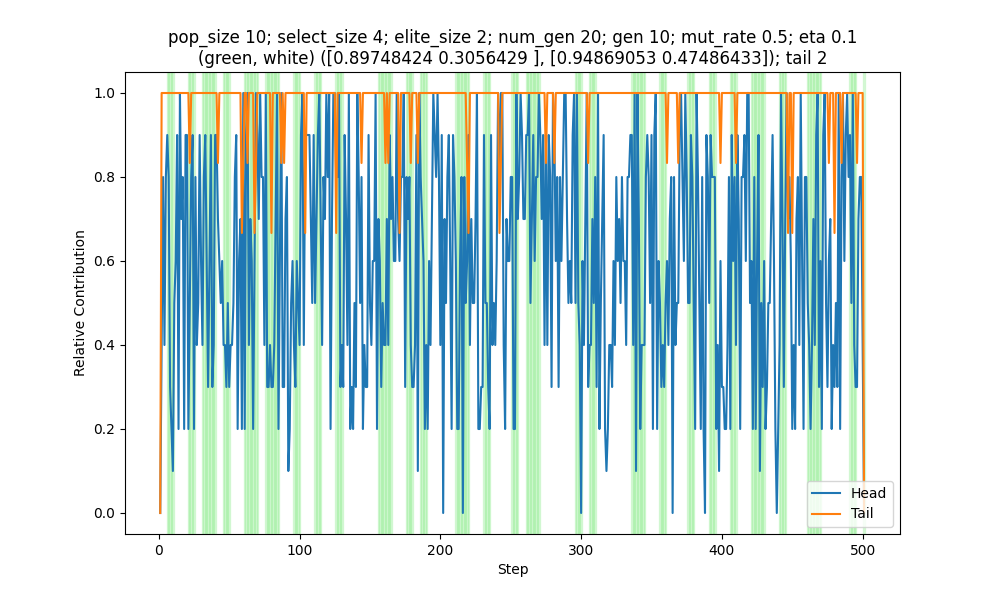 pop_size 10; select_size 4; elite_size 2; num_gen 20; gen 10; mut_rate 0.5; eta 0.1
(green, white) ([0.89748424 0.3056429 ], [0.94869053 0.47486433]); tail 2
Relative Contribution
1.0
0.8
0.6
0.4
0.2
0.0
Head
Tail
0 100 200 300 400 500
Step